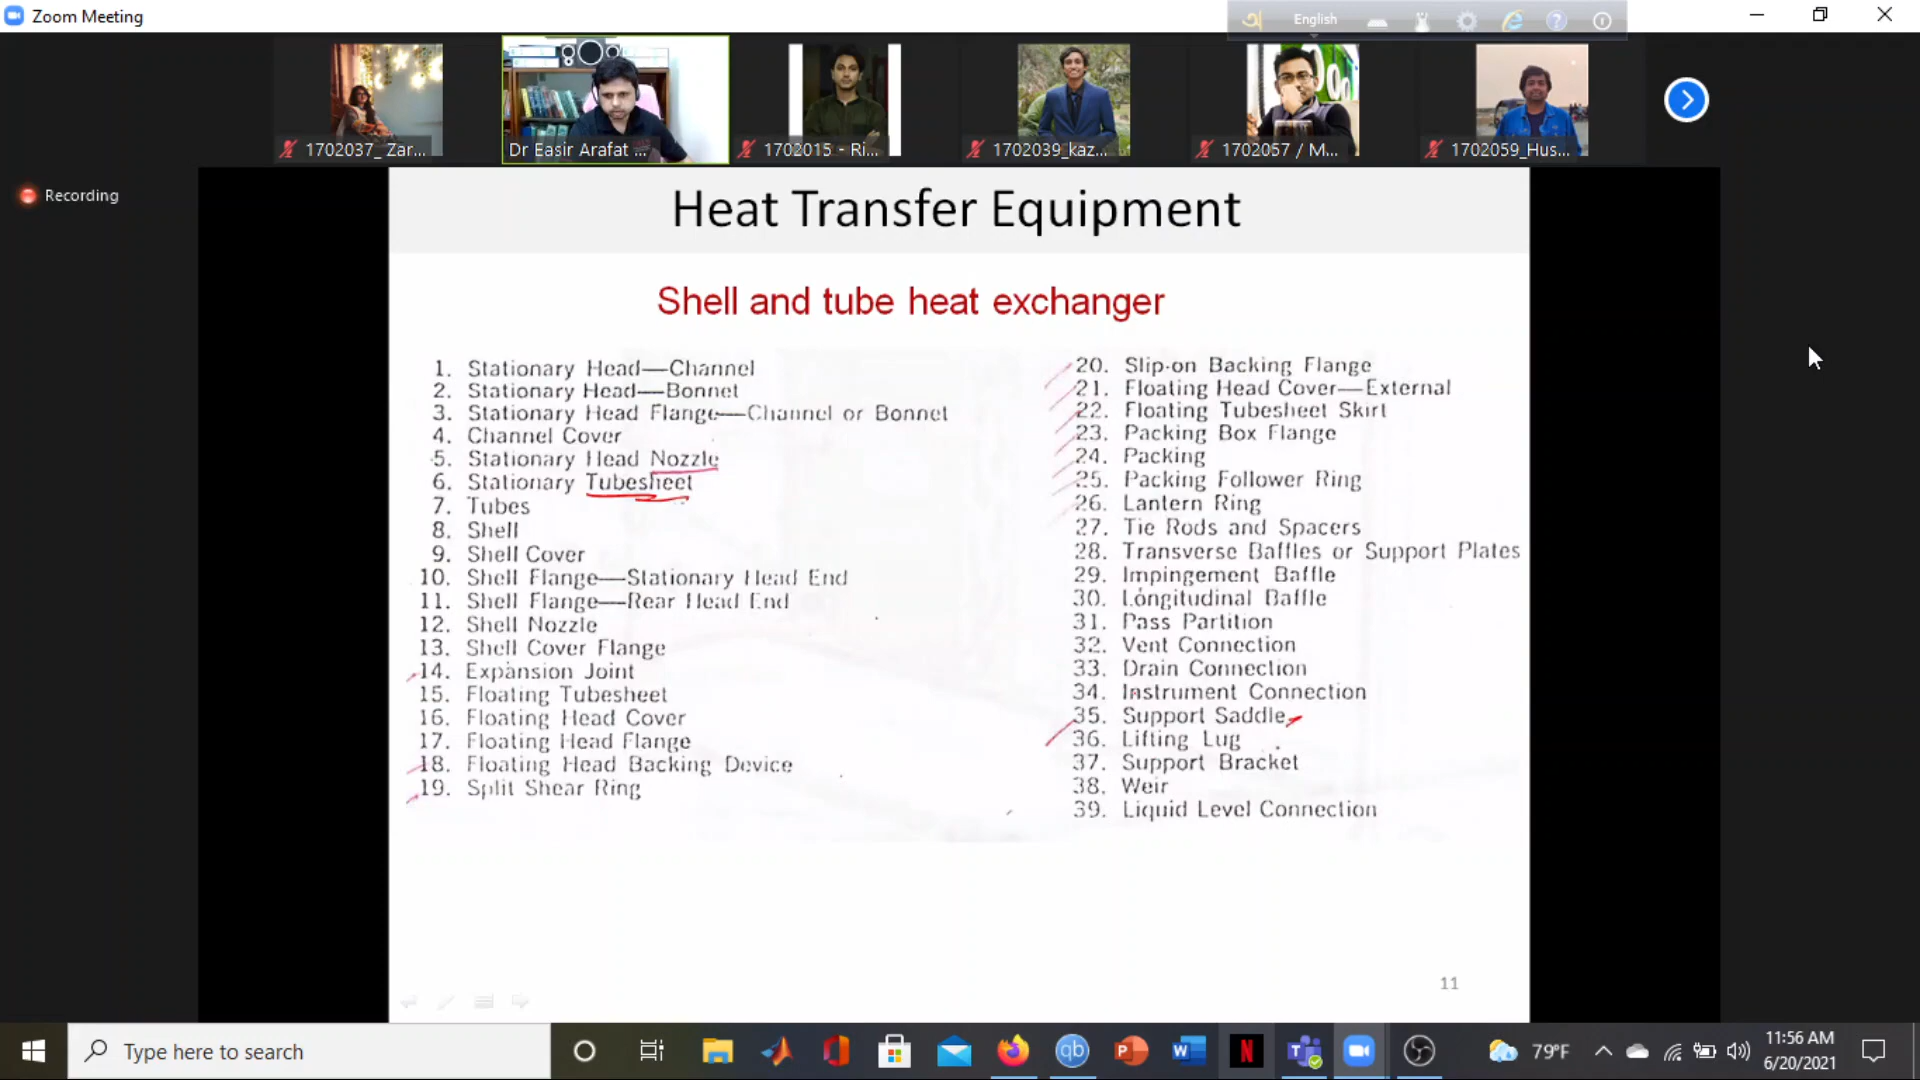 Zoom Meeting
English
1702037_ Zar...
Dr Easir Arafat ...
1702015 - Ri...
1702039_kaz...
1702057 / M...
1702059_Hus...
Recording
Heat Transfer Equipment
Shell and tube heat exchanger
1. Stationary Head—Channel
2. Stationary Head—Bonnet
3. Stationary Head Flange—Channel or Bonnet
4. Channel Cover
5. Stationary Head Nozzle
6. Stationary Tubesheet
7. Tubes
8. Shell
9. Shell Cover
10. Shell Flange—Stationary Head End
11. Shell Flange—Rear Head End
12. Shell Nozzle
13. Shell Cover Flange
14. Expansion Joint
15. Floating Tubesheet
16. Floating Head Cover
17. Floating Head Flange
18. Floating Head Backing Device
19. Split Shear Ring
20. Slip-on Backing Flange
21. Floating Head Cover—External
22. Floating Tubesheet Skirt
23. Packing Box Flange
24. Packing
25. Packing Follower Ring
26. Lantern Ring
27. Tie Rods and Spacers
28. Transverse Baffles or Support Plates
29. Impingement Baffle
30. Longitudinal Baffle
31. Pass Partition
32. Vent Connection
33. Drain Connection
34. Instrument Connection
35. Support Saddle
36. Lifting Lug
37. Support Bracket
38. Weir
39. Liquid Level Connection
11
Type here to search
79°F
11:56 AM
6/20/2021